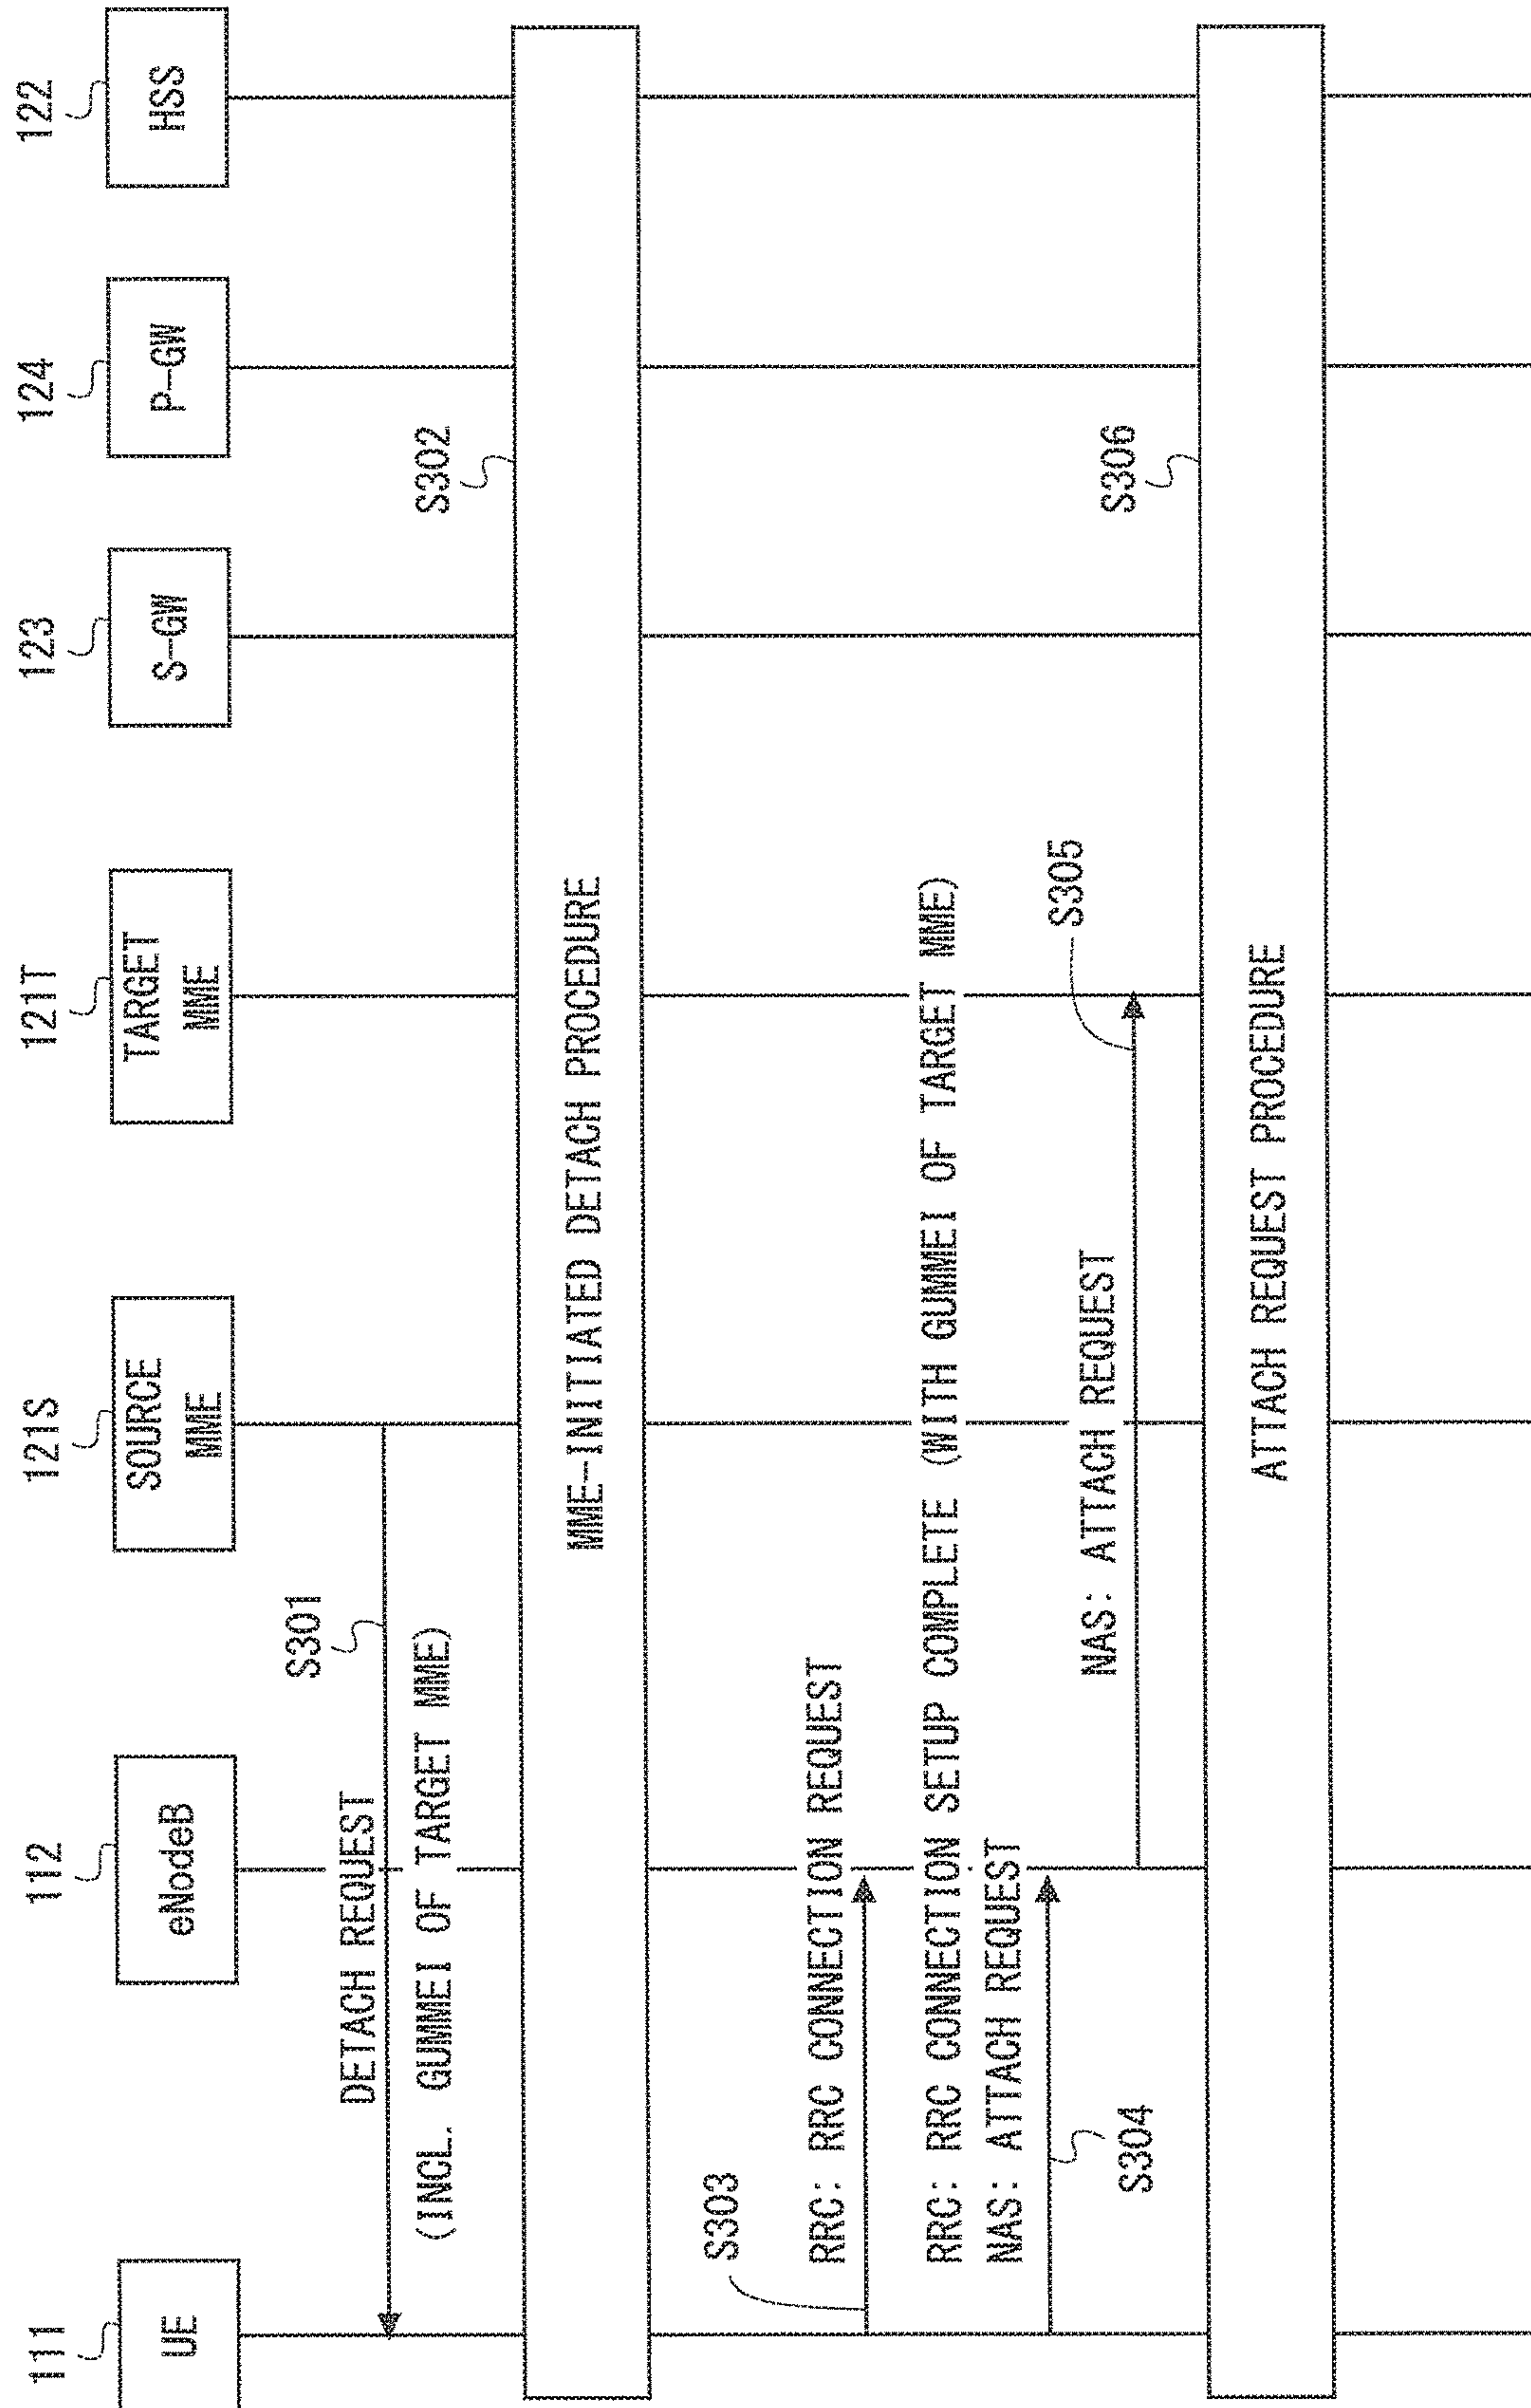 111
UE
112
eNodeB
121S
SOURCE
MME
121T
TARGET
MME
123
S-GW
124
P-GW
122
HSS
S301
DETACH REQUEST
(INCL. GUMMEI OF TARGET MME)
S302
MME-INITIATED DETACH PROCEDURE
S303
RRC: RRC CONNECTION REQUEST
RRC: RRC CONNECTION SETUP COMPLETE (WITH GUMMEI OF TARGET MME)
NAS: ATTACH REQUEST
S304
S305
NAS: ATTACH REQUEST
S306
ATTACH REQUEST PROCEDURE